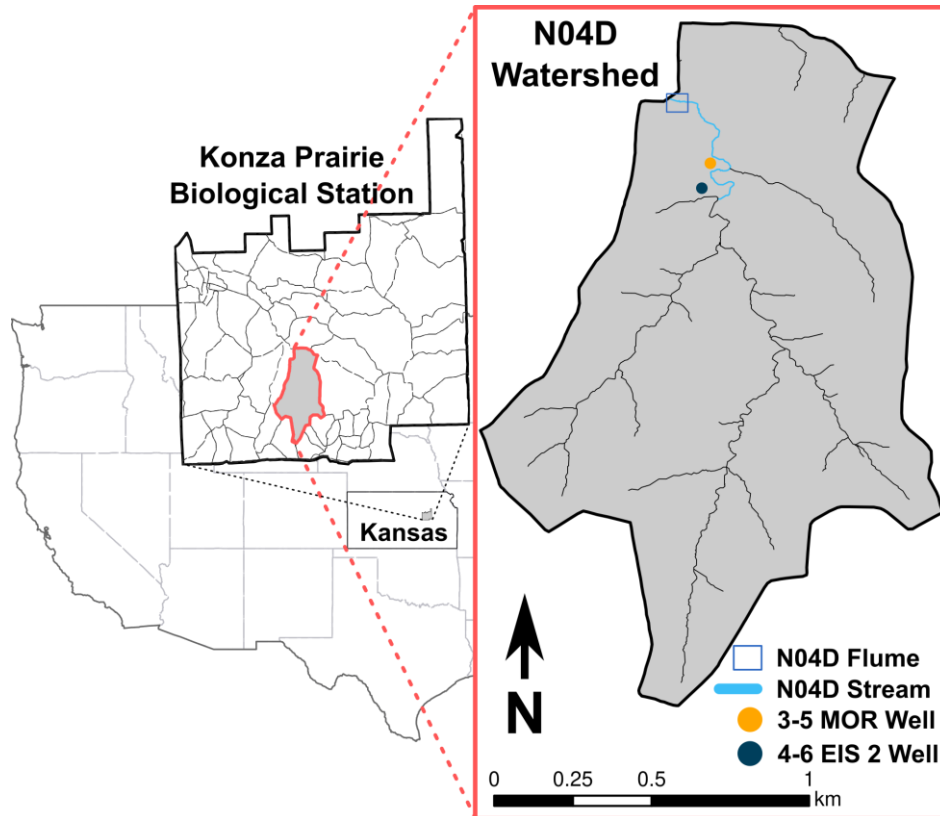 N04D
Watershed
Konza Prairie
Biological Station
Kansas
N
N04D Flume
N04D Stream
3-5 MOR Well
4-6 EIS 2 Well
0 0.25 0.5 1
km